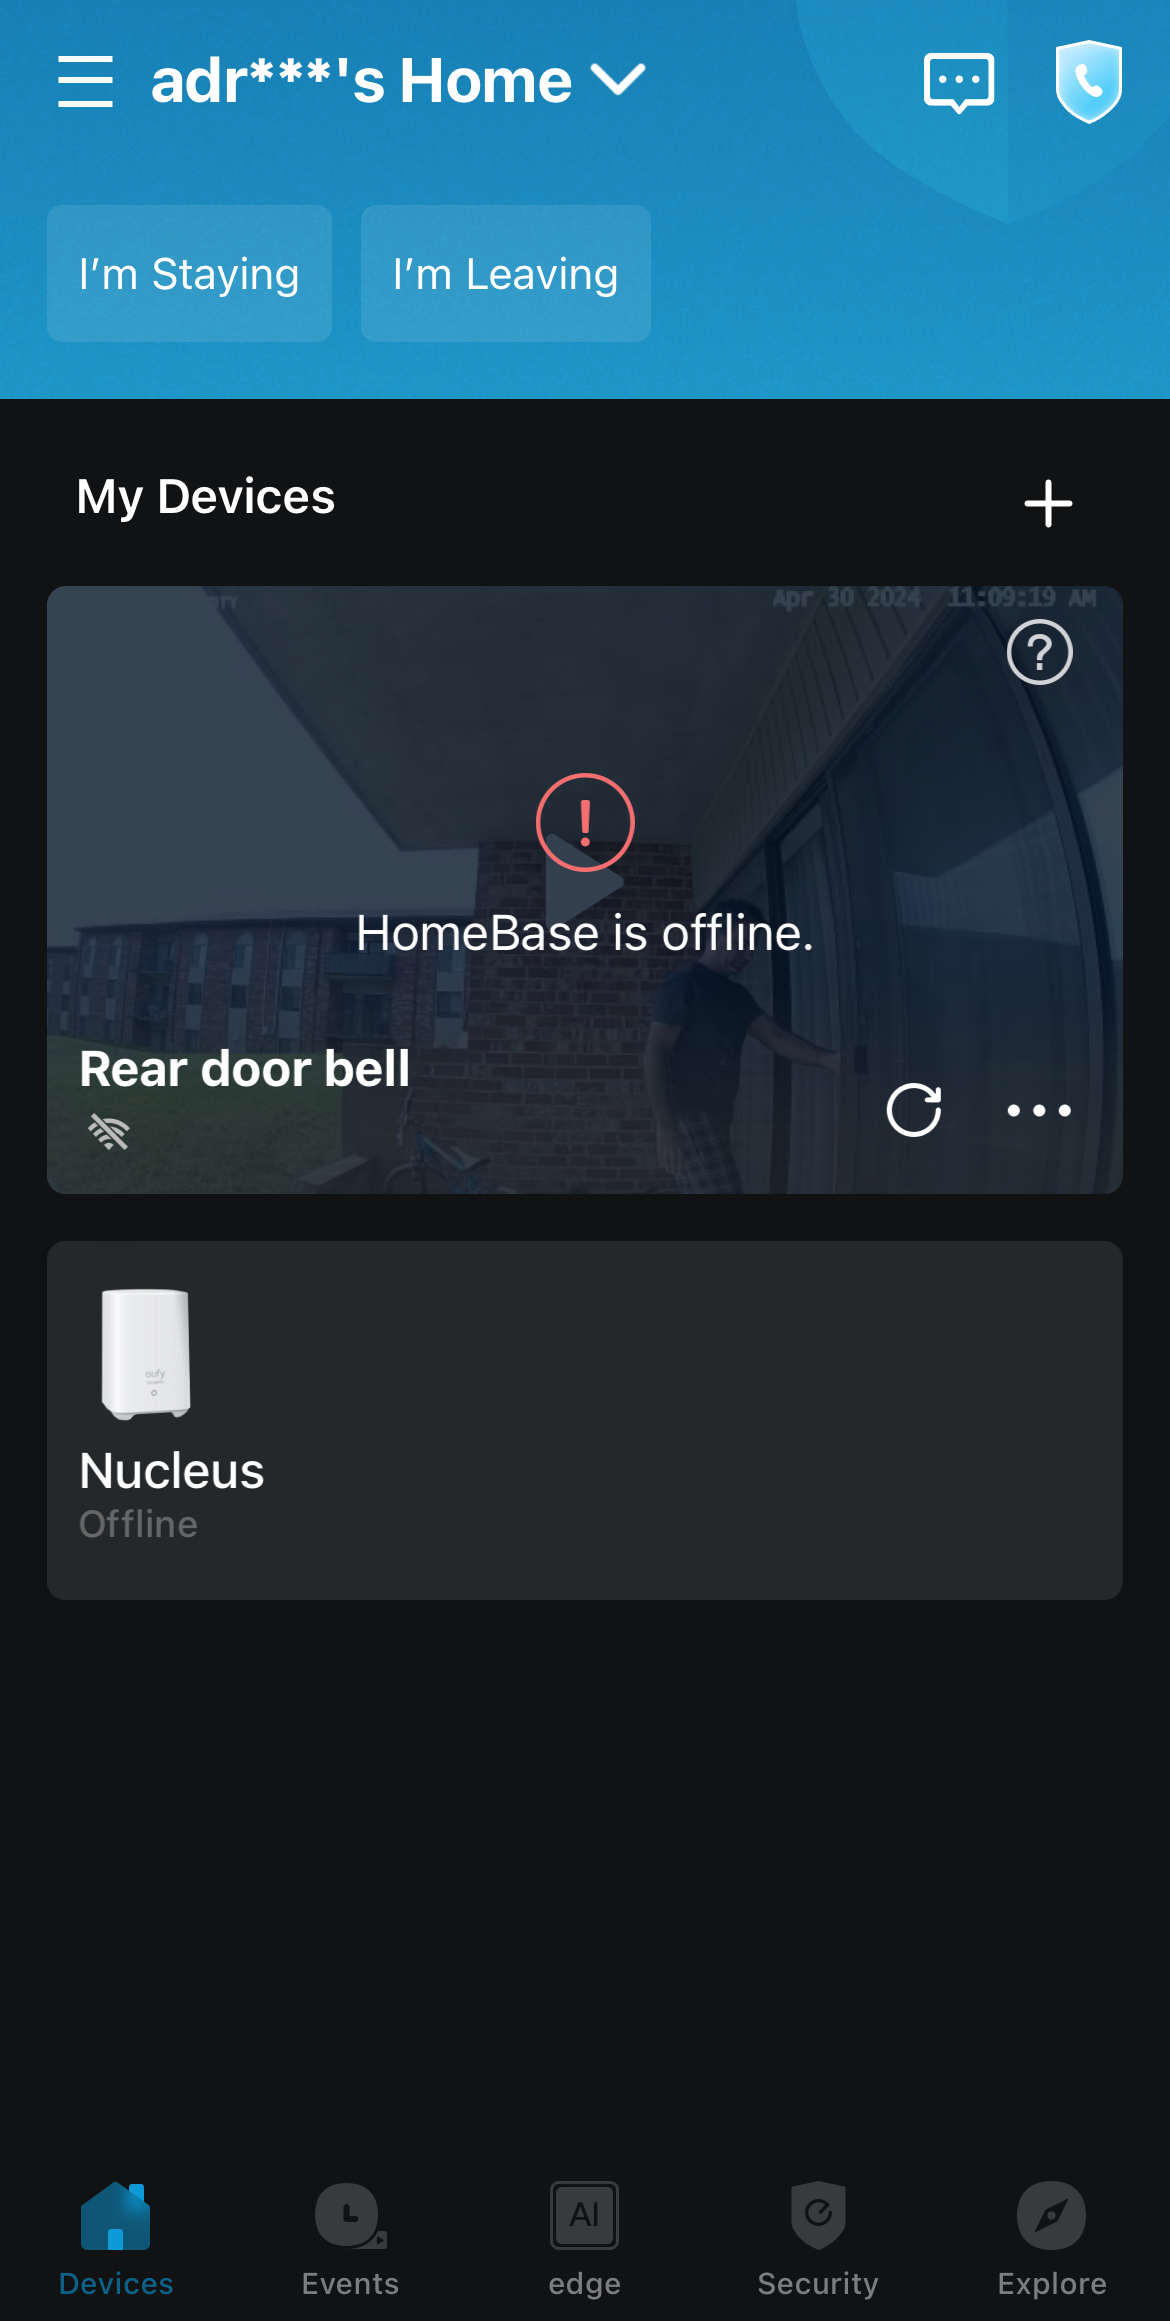 adr***'s Home
I'm Staying
I'm Leaving
My Devices
Apr 30 2024 11:09:19 AM
HomeBase is offline.
Rear door bell
eufy
Nucleus
Offline
AI
Devices
Events
edge
Security
Explore